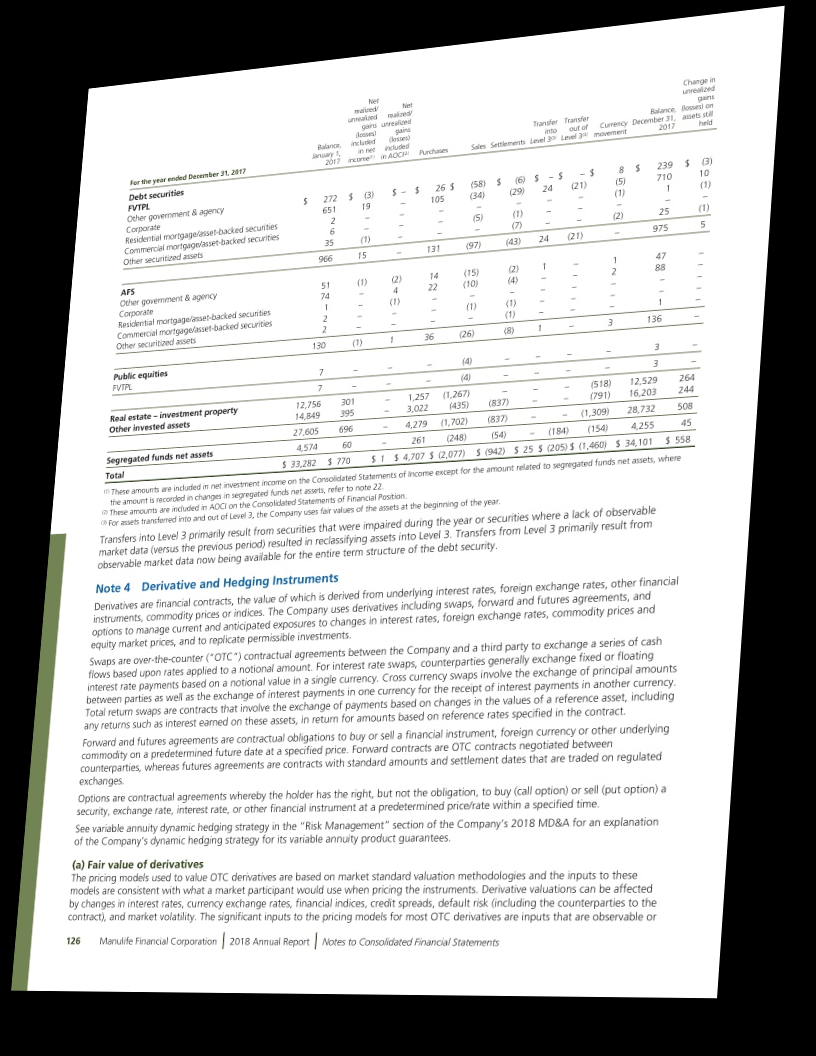 For the year ended December 31, 2017 Balance, January 1, 2017 Net realized/ unrealized gains (losses) included in net income(1) Net realized/ unrealized gains (losses) included in AOCI(2) Purchases Sales Settlements Transfer into Level 3(3) Transfer out of Level 3(3) Currency movement Balance, December 31, 2017 Change in unrealized gains (losses) on assets still held
Debt securities
FVTPL
Other government & agency $ 272 $ (3) $ – $ 26 $ (58) $ (6) $ – $ – $ 8 $ 239 $ (3)
Corporate 651 19 – 105 (34) (29) 24 (21) (5) 710 10
Residential mortgage/asset-backed securities 2 – – – – – – – (1) 1 (1)
Commercial mortgage/asset-backed securities 6 – – – (5) (1) – – – – –
Other securitized assets 35 (1) – – – (7) – – (2) 25 (1)
966 15 – 131 (97) (43) 24 (21) – 975 5
AFS
Other government & agency 51 (1) (2) 14 (15) (2) 1 – 1 47 –
Corporate 74 – 4 22 (10) (4) – – 2 88 –
Residential mortgage/asset-backed securities 1 – (1) – – – – – – – –
Commercial mortgage/asset-backed securities 2 – – – (1) (1) – – – – –
Other securitized assets 2 – – – – (1) – – – 1 –
130 (1) 1 36 (26) (8) 1 – 3 136 –
Public equities
FVTPL 7 – – – (4) – – – – 3 –
7 – – – (4) – – – – 3 –
Real estate – investment property 12,756 301 – 1,257 (1,267) – – – (518) 12,529 264
Other invested assets 14,849 395 – 3,022 (435) (837) – – (791) 16,203 244
27,605 696 – 4,279 (1,702) (837) – – (1,309) 28,732 508
Segregated funds net assets 4,574 60 – 261 (248) (54) – (184) (154) 4,255 45
Total $ 33,282 $ 770 $ 1 $ 4,707 $ (2,077) $ (942) $ 25 $ (205) $ (1,460) $ 34,101 $ 558
(1) These amounts are included in net investment income on the Consolidated Statements of Income except for the amount related to segregated funds net assets, where
the amount is recorded in changes in segregated funds net assets, refer to note 22.
(2) These amounts are included in AOCI on the Consolidated Statements of Financial Position.
(3) For assets transferred into and out of Level 3, the Company uses fair values of the assets at the beginning of the year.
Transfers into Level 3 primarily result from securities that were impaired during the year or securities where a lack of observable
market data (versus the previous period) resulted in reclassifying assets into Level 3. Transfers from Level 3 primarily result from
observable market data now being available for the entire term structure of the debt security.
Note 4 Derivative and Hedging Instruments
Derivatives are financial contracts, the value of which is derived from underlying interest rates, foreign exchange rates, other financial
instruments, commodity prices or indices. The Company uses derivatives including swaps, forward and futures agreements, and
options to manage current and anticipated exposures to changes in interest rates, foreign exchange rates, commodity prices and
equity market prices, and to replicate permissible investments.
Swaps are over-the-counter ("OTC") contractual agreements between the Company and a third party to exchange a series of cash
flows based upon rates applied to a notional amount. For interest rate swaps, counterparties generally exchange fixed or floating
interest rate payments based on a notional value in a single currency. Cross currency swaps involve the exchange of principal amounts
between parties as well as the exchange of interest payments in one currency for the receipt of interest payments in another currency.
Total return swaps are contracts that involve the exchange of payments based on changes in the values of a reference asset, including
any returns such as interest earned on these assets, in return for amounts based on reference rates specified in the contract.
Forward and futures agreements are contractual obligations to buy or sell a financial instrument, foreign currency or other underlying
commodity on a predetermined future date at a specified price. Forward contracts are OTC contracts negotiated between
counterparties, whereas futures agreements are contracts with standard amounts and settlement dates that are traded on regulated
exchanges.
Options are contractual agreements whereby the holder has the right, but not the obligation, to buy (call option) or sell (put option) a
security, exchange rate, interest rate, or other financial instrument at a predetermined price/rate within a specified time.
See variable annuity dynamic hedging strategy in the "Risk Management" section of the Company's 2018 MD&A for an explanation
of the Company's dynamic hedging strategy for its variable annuity product guarantees.
(a) Fair value of derivatives
The pricing models used to value OTC derivatives are based on market standard valuation methodologies and the inputs to these
models are consistent with what a market participant would use when pricing the instruments. Derivative valuations can be affected
by changes in interest rates, currency exchange rates, financial indices, credit spreads, default risk (including the counterparties to the
contract), and market volatility. The significant inputs to the pricing models for most OTC derivatives are inputs that are observable or
126 Manulife Financial Corporation | 2018 Annual Report | Notes to Consolidated Financial Statements